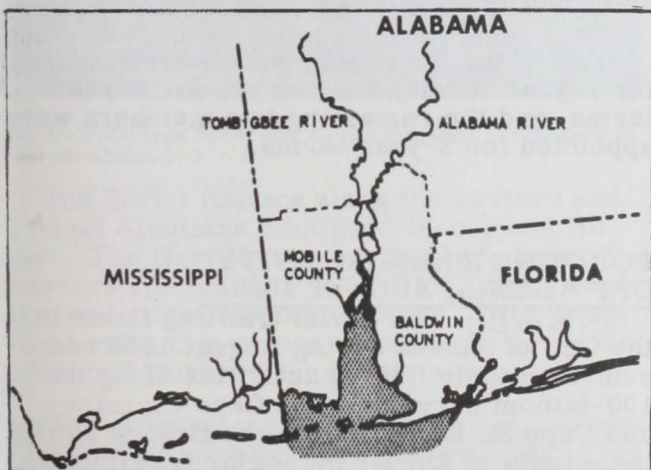 ALABAMA
TOMBIGBEE RIVER
ALABAMA RIVER
MOBILE
COUNTY
MISSISSIPPI
FLORIDA
BALDWIN
COUNTY